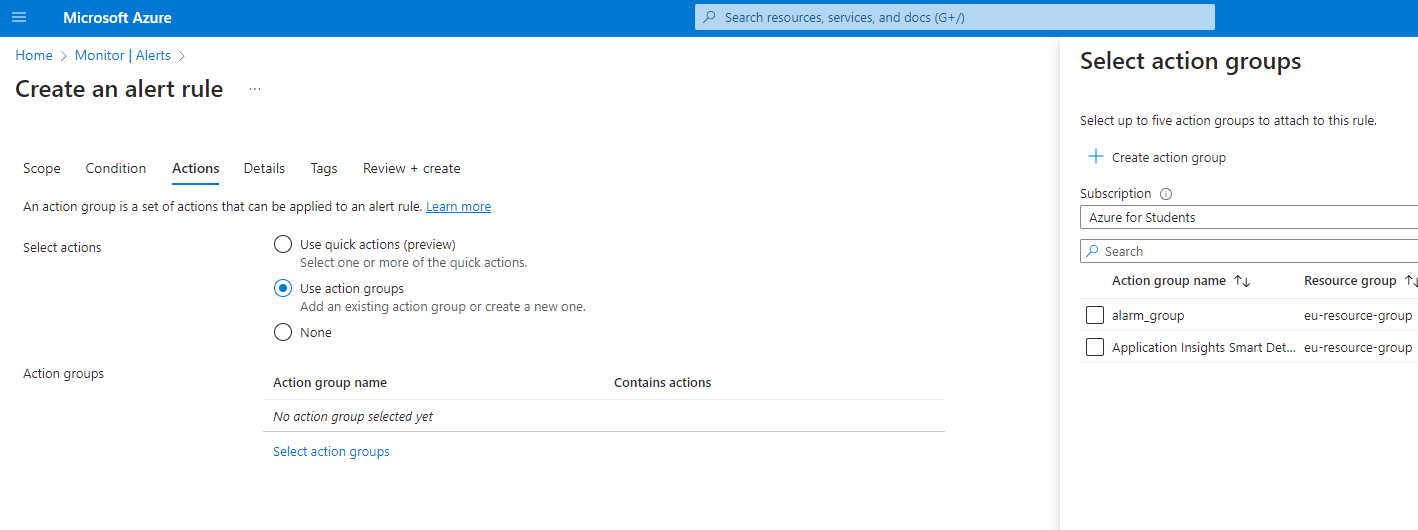 Microsoft Azure
Search resources, services, and docs (G+/)
Home > Monitor | Alerts >
Create an alert rule ...
Scope Condition Actions Details Tags Review + create
An action group is a set of actions that can be applied to an alert rule. Learn more
Select actions
Use quick actions (preview)
Select one or more of the quick actions.
Use action groups
Add an existing action group or create a new one.
None
Action groups
Action group name Contains actions
No action group selected yet
Select action groups
Select action groups
Select up to five action groups to attach to this rule.
+ Create action group
Subscription
Azure for Students
Search
Action group name ↑↓ Resource group ↑↓
alarm_group eu-resource-group
Application Insights Smart Det... eu-resource-group